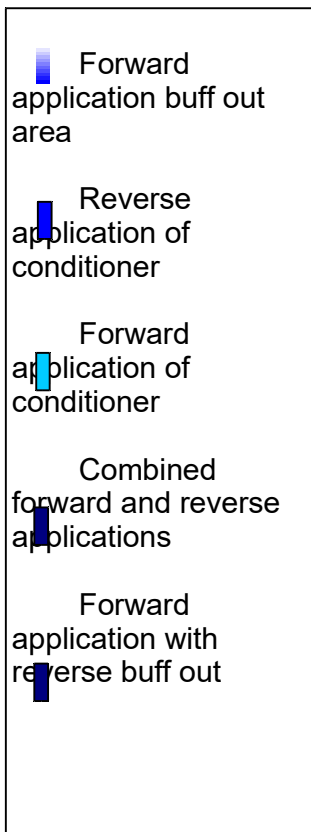 Forward
application buff out
area
Reverse
application of
conditioner
Forward
application of
conditioner
Combined
forward and reverse
applications
Forward
application with
reverse buff out